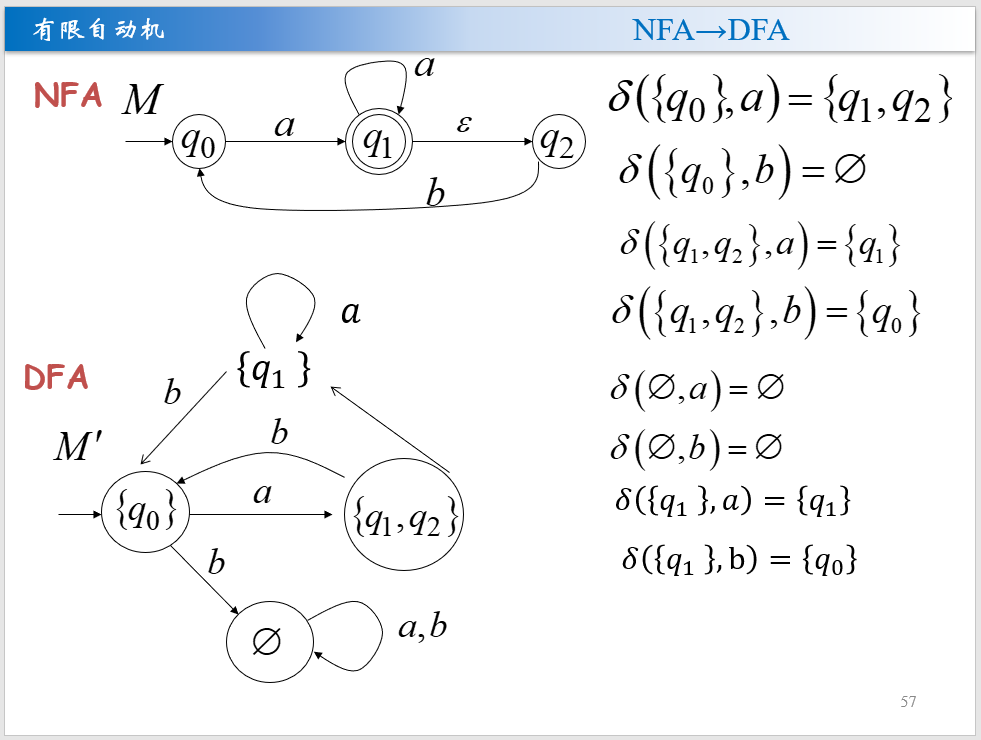 有限自动机
NFA→DFA
NFA M
a
q₀ a q₁ ε q₂
b
δ({q₀},a)={q₁,q₂}
δ({q₀},b)=∅
δ({q₁,q₂},a)={q₁}
δ({q₁,q₂},b)={q₀}
δ(∅,a)=∅
δ(∅,b)=∅
δ({q₁ },a) = {q₁}
δ({q₁ },b) = {q₀}
a
DFA
{q₁ }
b
M′
b
{q₀} a {q₁,q₂}
b
∅
a,b
57